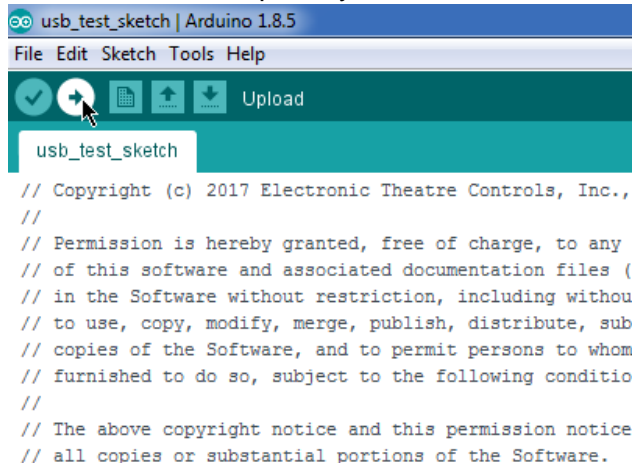 usb_test_sketch | Arduino 1.8.5
File Edit Sketch Tools Help
Upload
usb_test_sketch
// Copyright (c) 2017 Electronic Theatre Controls, Inc.,
//
// Permission is hereby granted, free of charge, to any
// of this software and associated documentation files (
// in the Software without restriction, including withou
// to use, copy, modify, merge, publish, distribute, sub
// copies of the Software, and to permit persons to whom
// furnished to do so, subject to the following conditio
//
// The above copyright notice and this permission notice
// all copies or substantial portions of the Software.